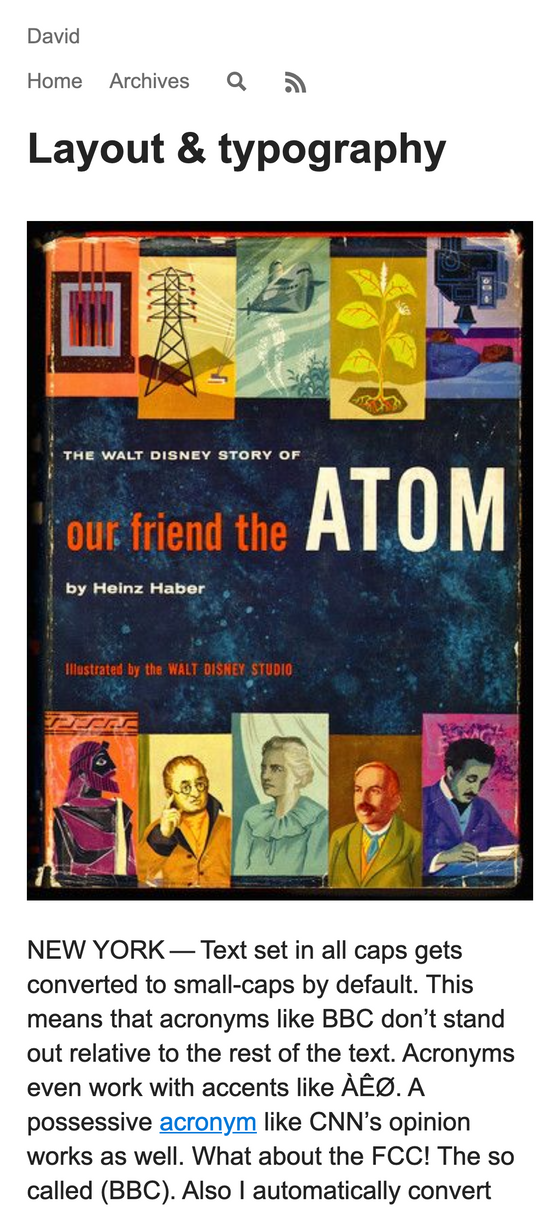 David
Home Archives
Layout & typography
THE WALT DISNEY STORY OF
our friend the ATOM
by Heinz Haber
Illustrated by the WALT DISNEY STUDIO
NEW YORK — Text set in all caps gets
converted to small-caps by default. This
means that acronyms like BBC don’t stand
out relative to the rest of the text. Acronyms
even work with accents like ÀÊØ. A
possessive acronym like CNN’s opinion
works as well. What about the FCC! The so
called (BBC). Also I automatically convert